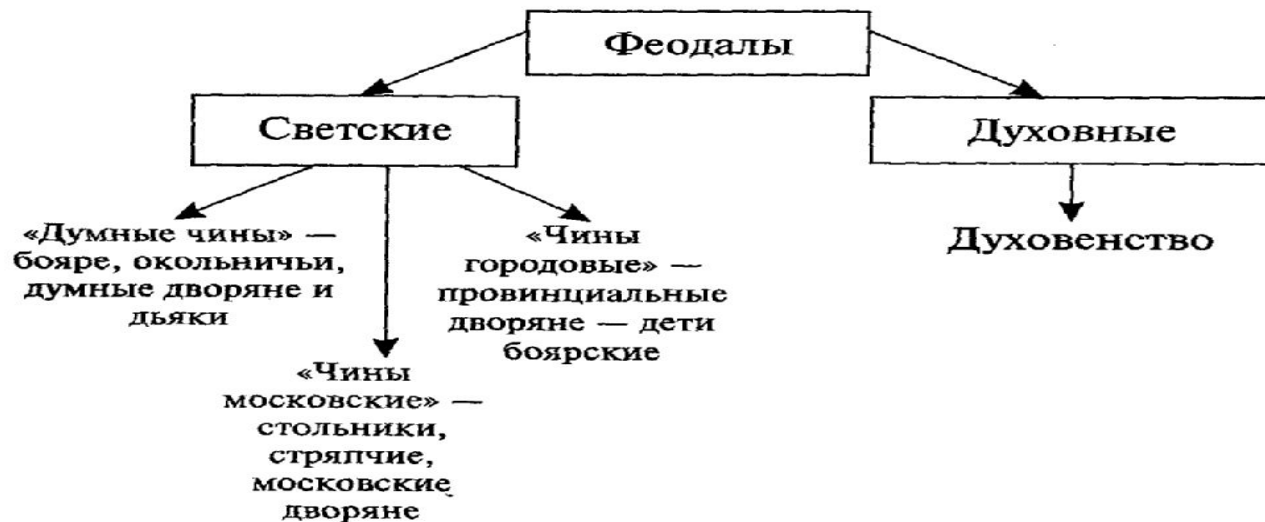 Феодалы
Светские
Духовные
«Думные чины» —
бояре, окольничьи,
думные дворяне и
дьяки
«Чины
городовые» —
провинциальные
дворяне — дети
боярские
Духовенство
«Чины
московские» —
стольники,
стряпчие,
московские
дворяне